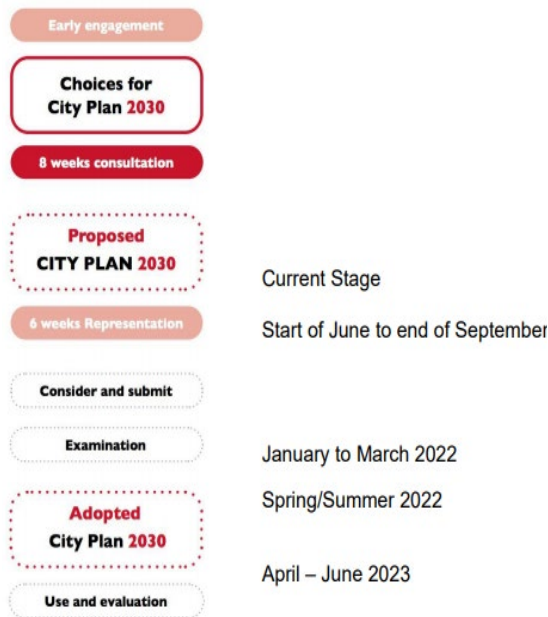 Early engagement
Choices for
City Plan 2030
8 weeks consultation
Proposed
CITY PLAN 2030
Current Stage
6 weeks Representation
Start of June to end of September
Consider and submit
Examination
January to March 2022
Spring/Summer 2022
Adopted
City Plan 2030
April – June 2023
Use and evaluation